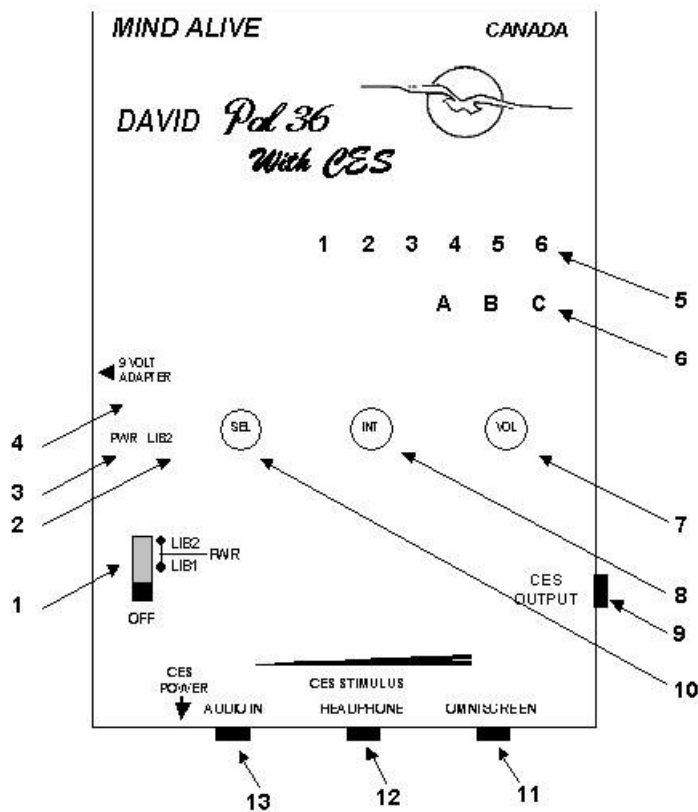 MIND ALIVE CANADA
DAVID Pal 36
With CES
1 2 3 4 5 6
5
A B C
6
9 VOLT
ADAPTER
4
PWR LIB2
SEL INT VOL
3
2
7
LIB2
PWR
LIB1
1
OFF
CES
OUTPUT
8
9
CES
POWER
CES STIMULUS
10
AUDIO IN HEADPHONE OMNISCREEN
13 12 11